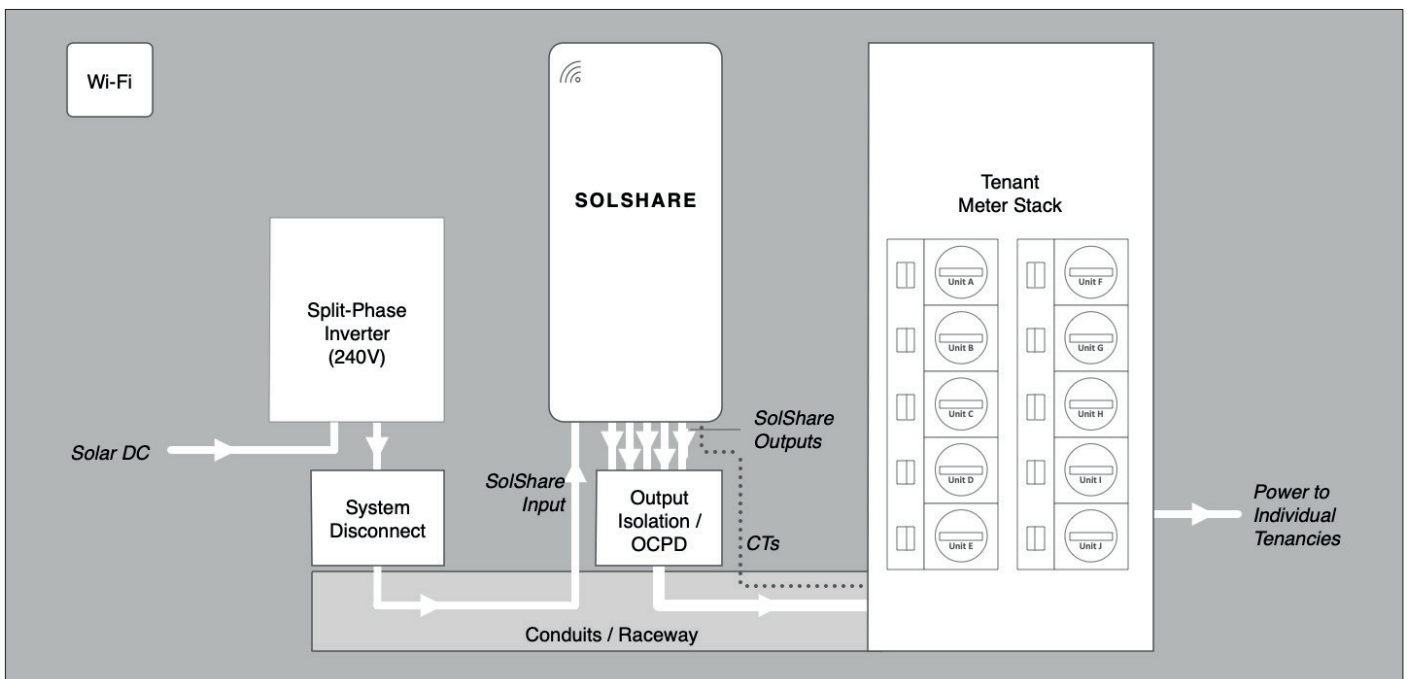 Wi-Fi
SOLSHARE
Tenant
Meter Stack
Unit A
Unit F
Unit B
Unit G
Unit C
Unit H
Unit D
Unit I
Unit E
Unit J
Split-Phase
Inverter
(240V)
Solar DC
System
Disconnect
SolShare
Input
SolShare
Outputs
Output
Isolation /
OCPD
CTs
Conduits / Raceway
Power to
Individual
Tenancies